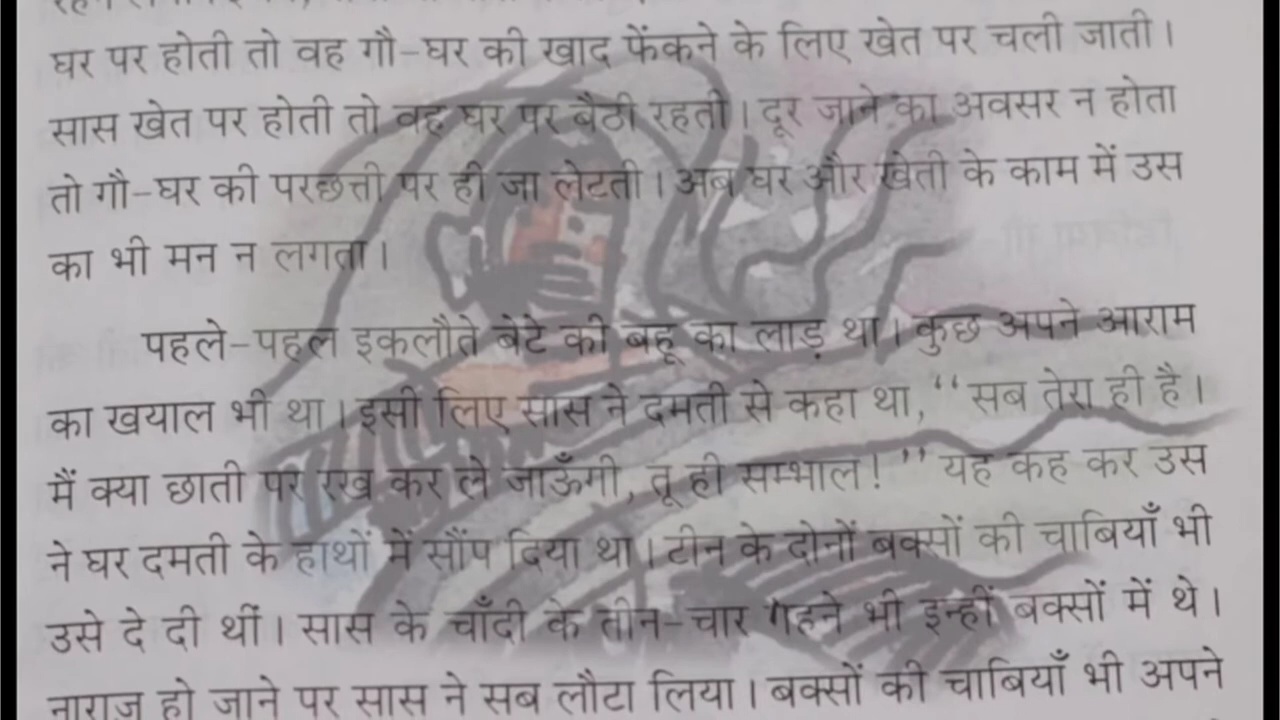 घर पर होती तो वह गौ-घर की खाद फेंकने के लिए खेत पर चली जाती।
सास खेत पर होती तो वह घर पर बैठी रहती। दूर जाने का अवसर न होता
तो गौ-घर की परछत्ती पर ही जा लेटती। अब घर और खेती के काम में उस
का भी मन न लगता।
पहले-पहल इकलौते बेटे की बहू का लाड़ था। कुछ अपने आराम
का खयाल भी था। इसी लिए सास ने दमती से कहा था, ‘‘सब तेरा ही है।
मैं क्या छाती पर रख कर ले जाऊँगी, तू ही सम्भाल!’’ यह कह कर उस
ने घर दमती के हाथों में सौंप दिया था। टीन के दोनों बक्सों की चाबियाँ भी
उसे दे दी थीं। सास के चाँदी के तीन-चार गहने भी इन्हीं बक्सों में थे।
नाराज हो जाने पर सास ने सब लौटा लिया। बक्सों की चाबियाँ भी अपने